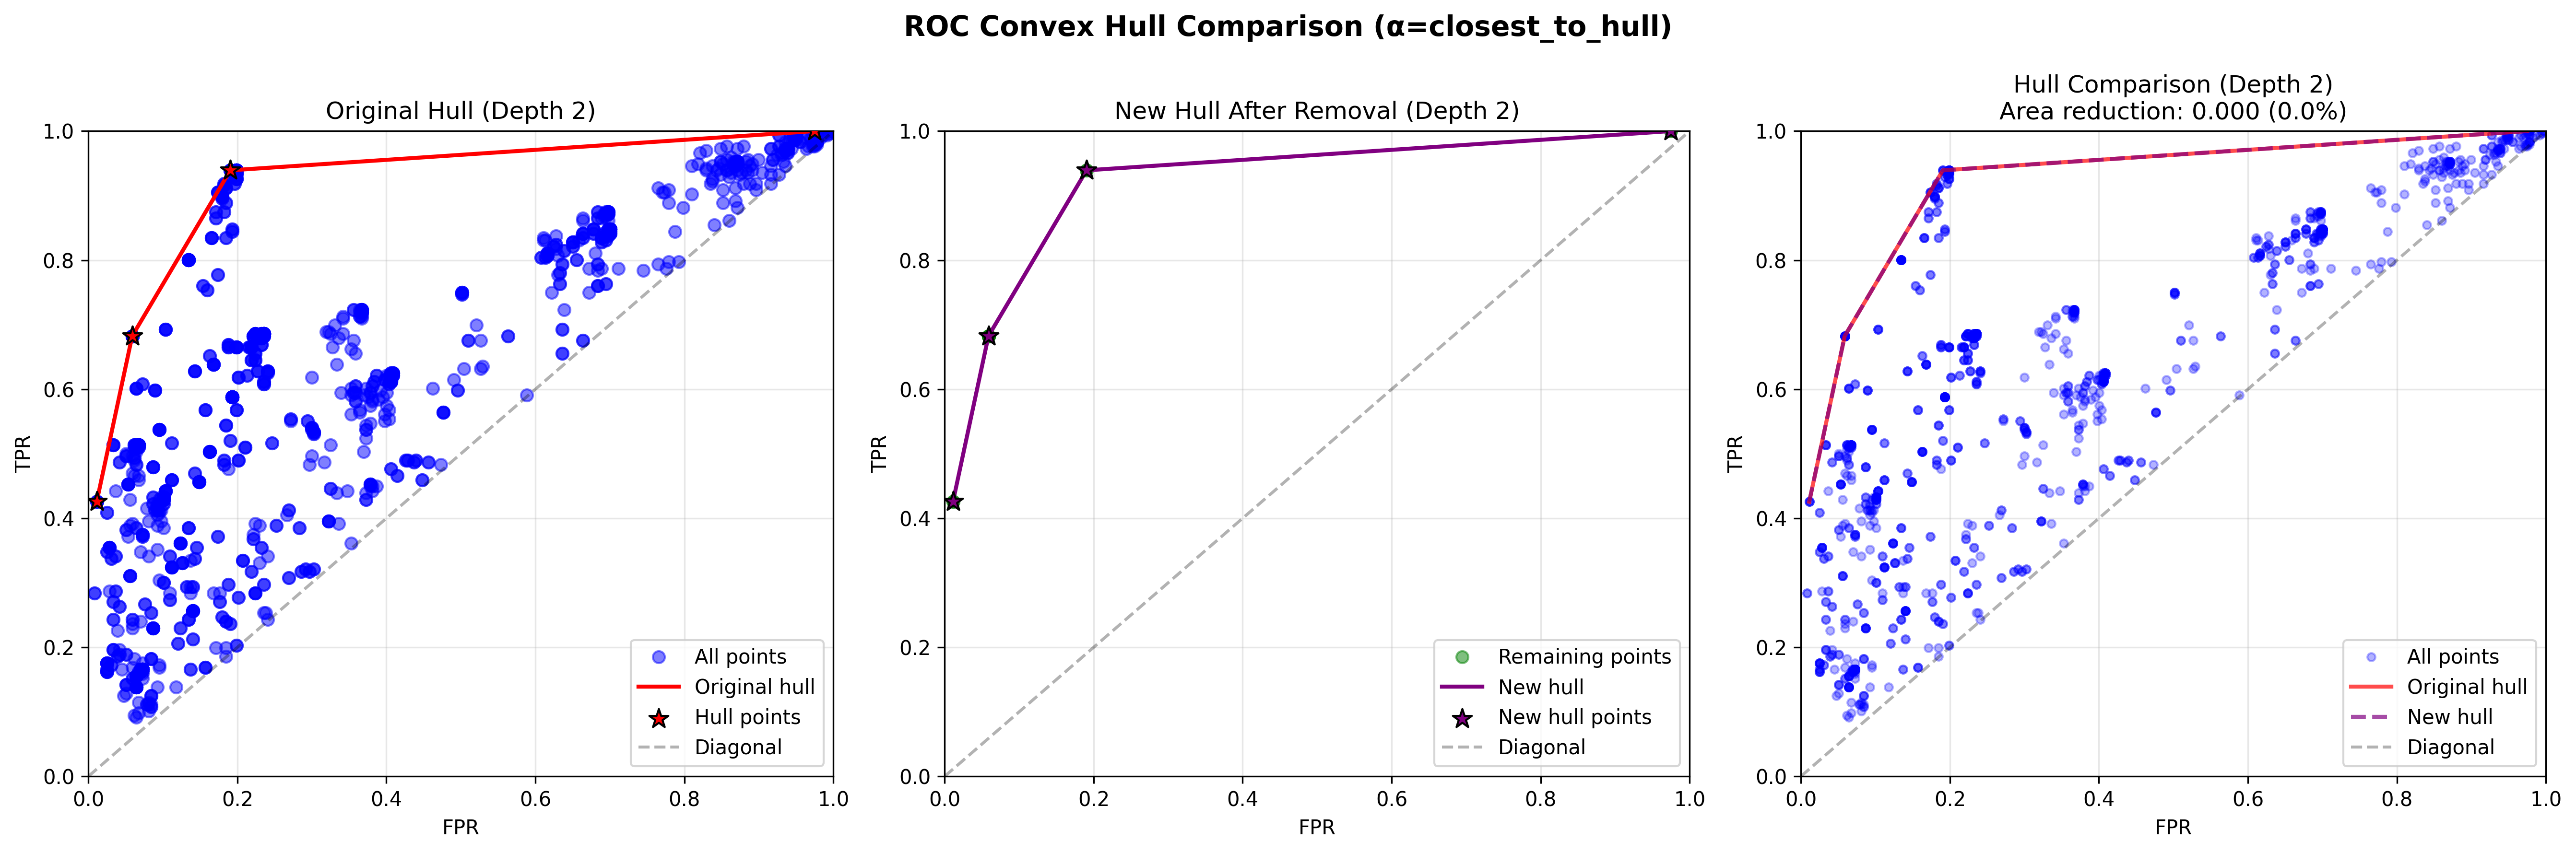 ROC Convex Hull Comparison (α=closest_to_hull)
Original Hull (Depth 2)
1.0
0.8
0.6
0.4
0.2
0.0
TPR
0.0 0.2 0.4 0.6 0.8 1.0
FPR
All points
Original hull
Hull points
Diagonal
New Hull After Removal (Depth 2)
1.0
0.8
0.6
0.4
0.2
0.0
TPR
0.0 0.2 0.4 0.6 0.8 1.0
FPR
Remaining points
New hull
New hull points
Diagonal
Hull Comparison (Depth 2)
Area reduction: 0.000 (0.0%)
1.0
0.8
0.6
0.4
0.2
0.0
TPR
0.0 0.2 0.4 0.6 0.8 1.0
FPR
All points
Original hull
New hull
Diagonal